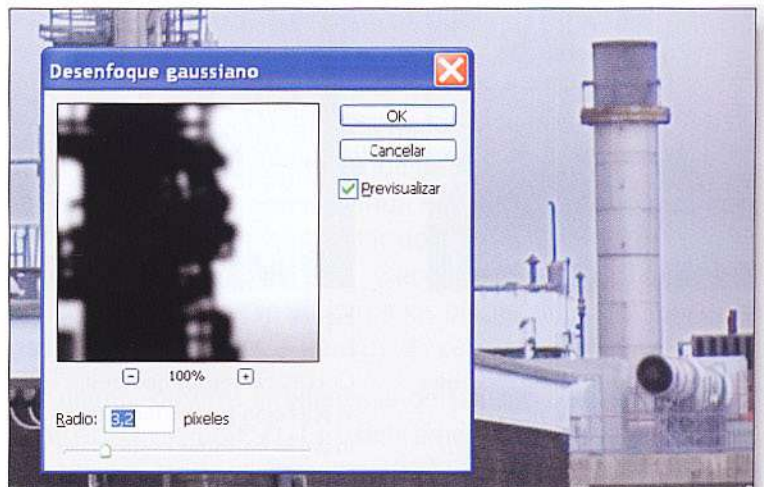 Desenfoque gaussiano
OK
Cancelar
Previsualizar
100%
Radio: 3,2 píxeles